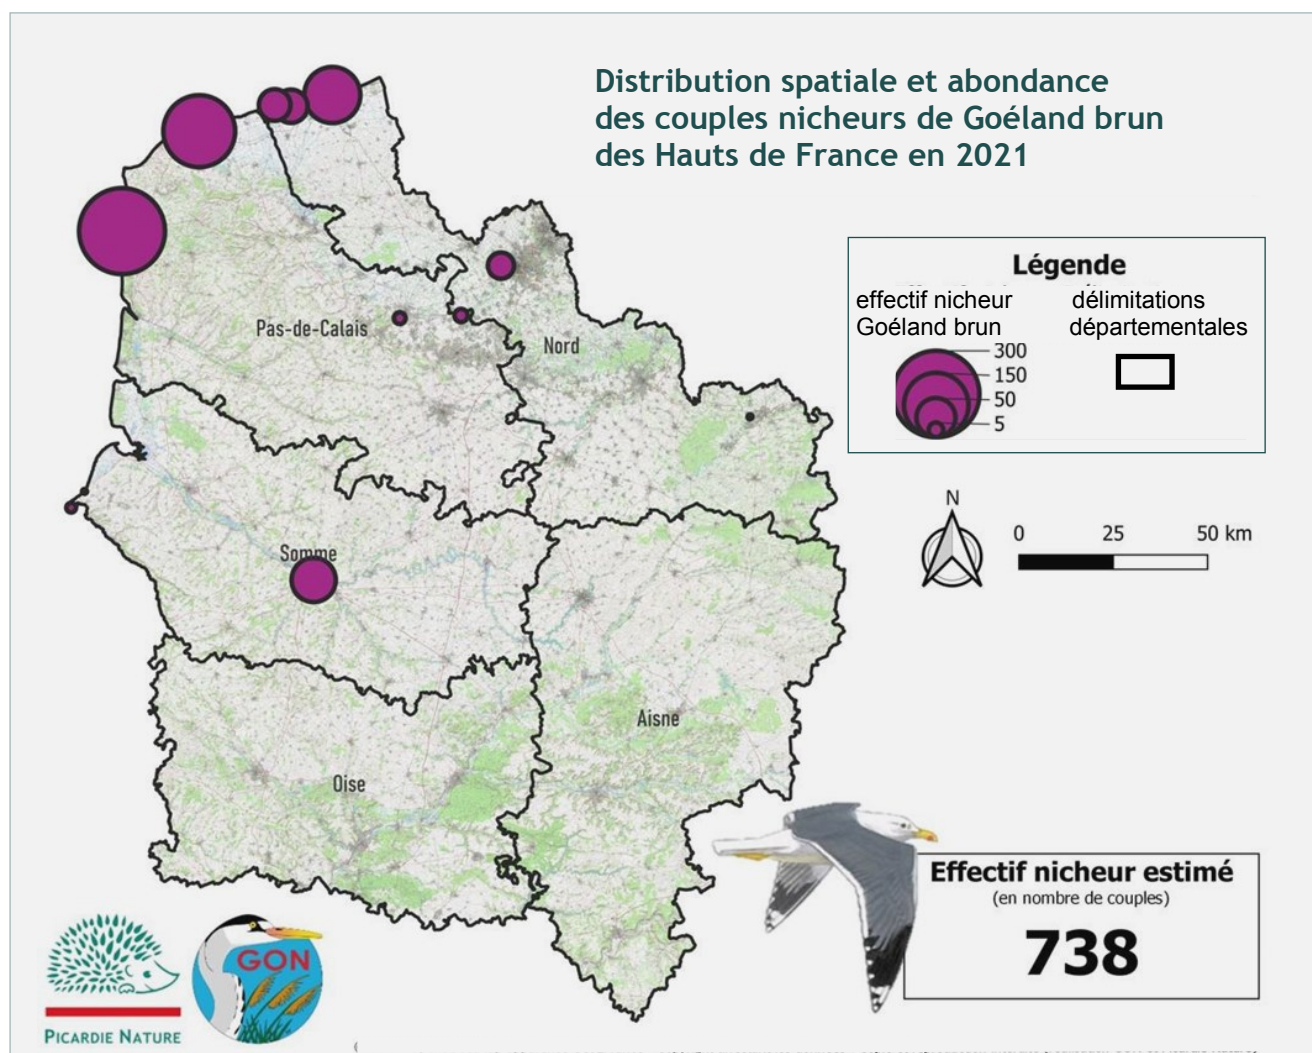 Distribution spatiale et abondance
des couples nicheurs de Goéland brun
des Hauts de France en 2021
Légende
effectif nicheur
Goéland brun
délimitations
départementales
300
150
50
5
N
0 25 50 km
Pas-de-Calais
Nord
Somme
Aisne
Oise
Effectif nicheur estimé
(en nombre de couples)
738
GON
PICARDIE NATURE